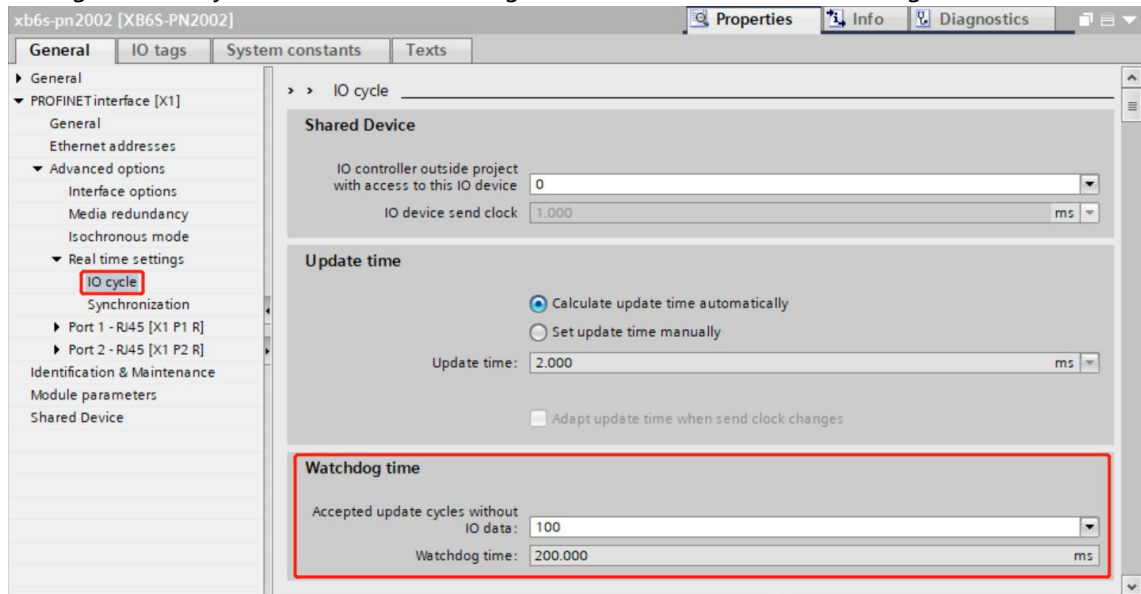 xb6s-pn2002 [XB6S-PN2002]
Properties
Info
Diagnostics
General
IO tags
System constants
Texts
General
PROFINET interface [X1]
General
Ethernet addresses
Advanced options
Interface options
Media redundancy
Isochronous mode
Real time settings
IO cycle
Synchronization
Port 1 - RJ45 [X1 P1 R]
Port 2 - RJ45 [X1 P2 R]
Identification & Maintenance
Module parameters
Shared Device
> > IO cycle
Shared Device
IO controller outside project
with access to this IO device
0
IO device send clock
1.000 ms
Update time
Calculate update time automatically
Set update time manually
Update time:
2.000 ms
Adapt update time when send clock changes
Watchdog time
Accepted update cycles without
IO data:
100
Watchdog time:
200.000 ms